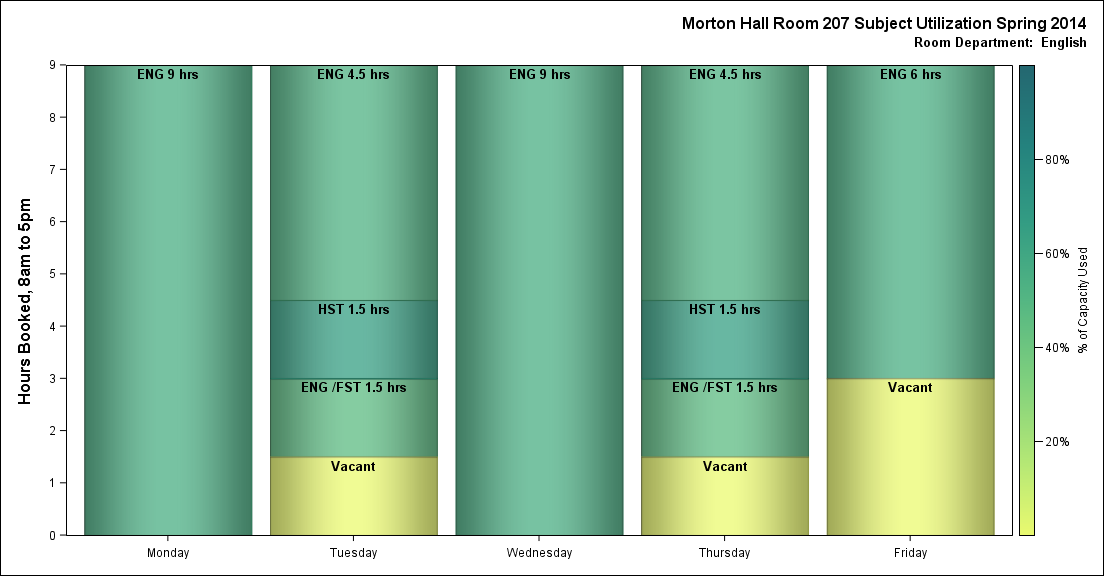 Morton Hall Room 207 Subject Utilization Spring 2014
Room Department:  English
Hours Booked, 8am to 5pm
9
8
7
6
5
4
3
2
1
0
ENG 9 hrs
ENG 4.5 hrs
HST 1.5 hrs
ENG /FST 1.5 hrs
Vacant
ENG 9 hrs
ENG 4.5 hrs
HST 1.5 hrs
ENG /FST 1.5 hrs
Vacant
ENG 6 hrs
Vacant
Monday
Tuesday
Wednesday
Thursday
Friday
80%
60%
40%
20%
% of Capacity Used